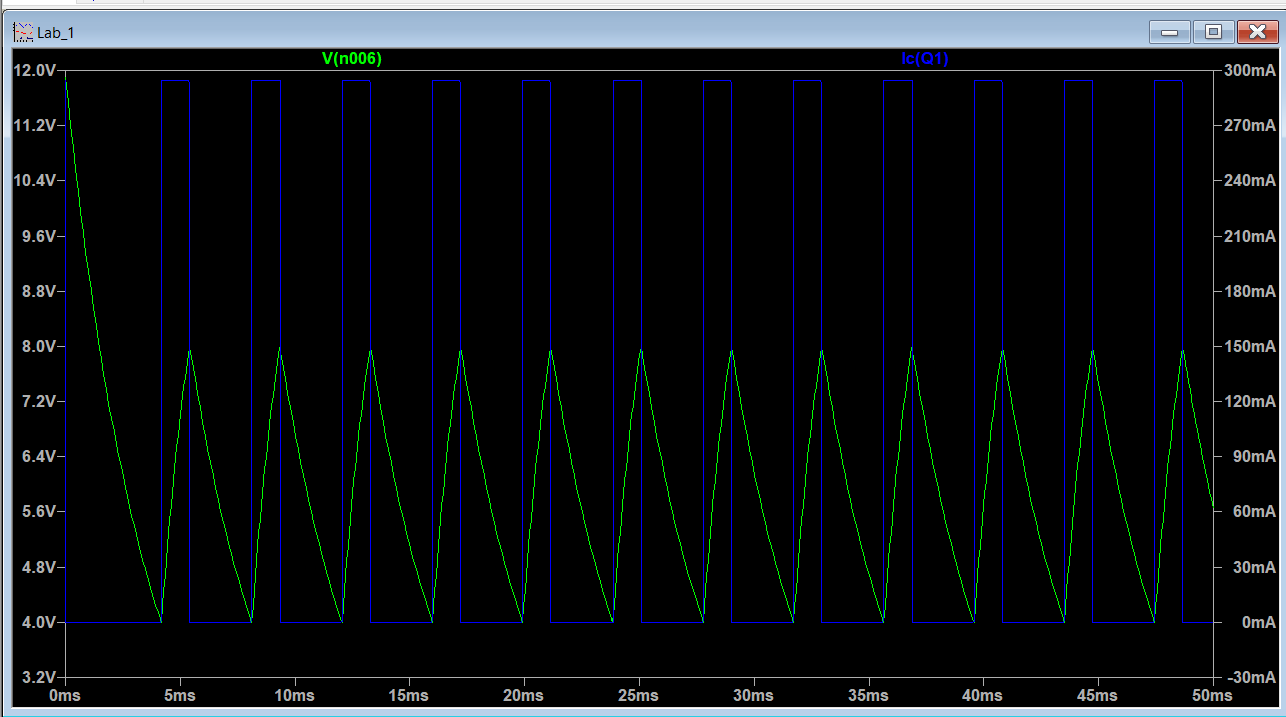 Lab_1
V(n006) Ic(Q1)
12.0V 300mA
11.2V 270mA
10.4V 240mA
9.6V 210mA
8.8V 180mA
8.0V 150mA
7.2V 120mA
6.4V 90mA
5.6V 60mA
4.8V 30mA
4.0V 0mA
3.2V -30mA
0ms 5ms 10ms 15ms 20ms 25ms 30ms 35ms 40ms 45ms 50ms